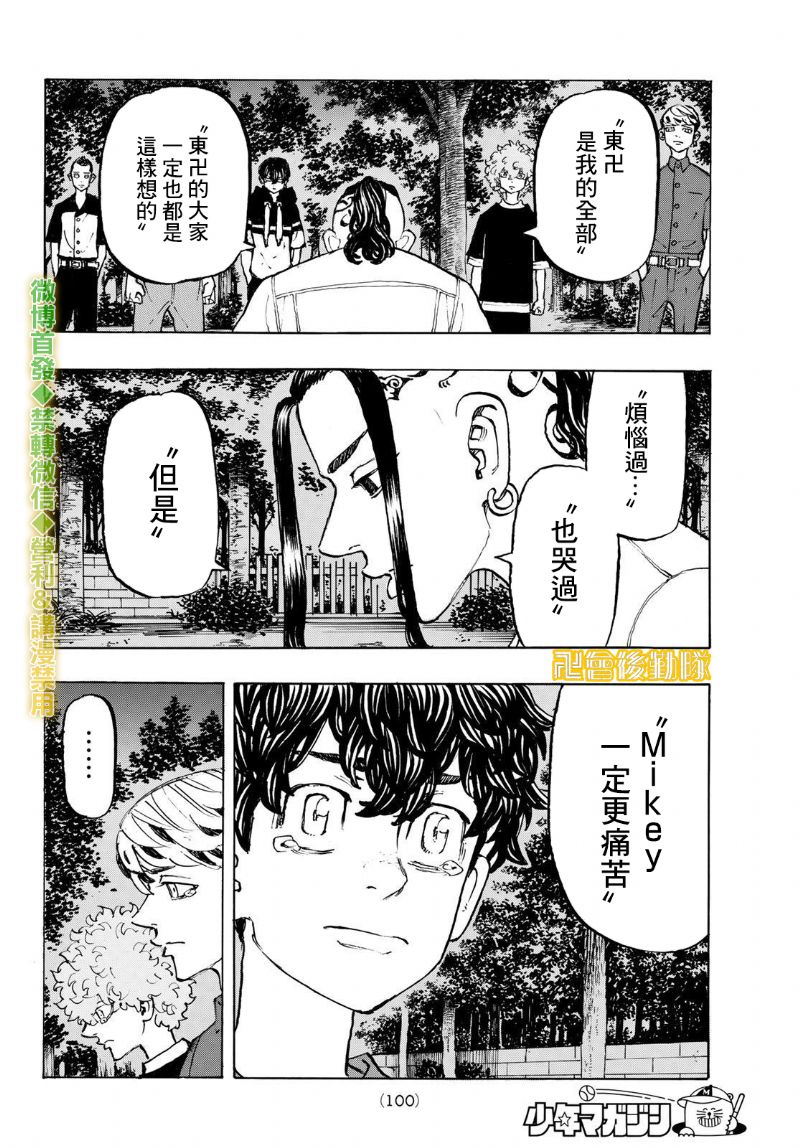 〝東卍
是我的全部〞
〝東卍的大家
一定也都是
這樣想的〞
〝煩惱過…〞
〝也哭過〞
〝但是〞
〝Mikey
一定更痛苦〞
……
微博首發◆禁轉微信◆營利&講漫禁用
卍會後勤隊
(100)
少年マガジン
M